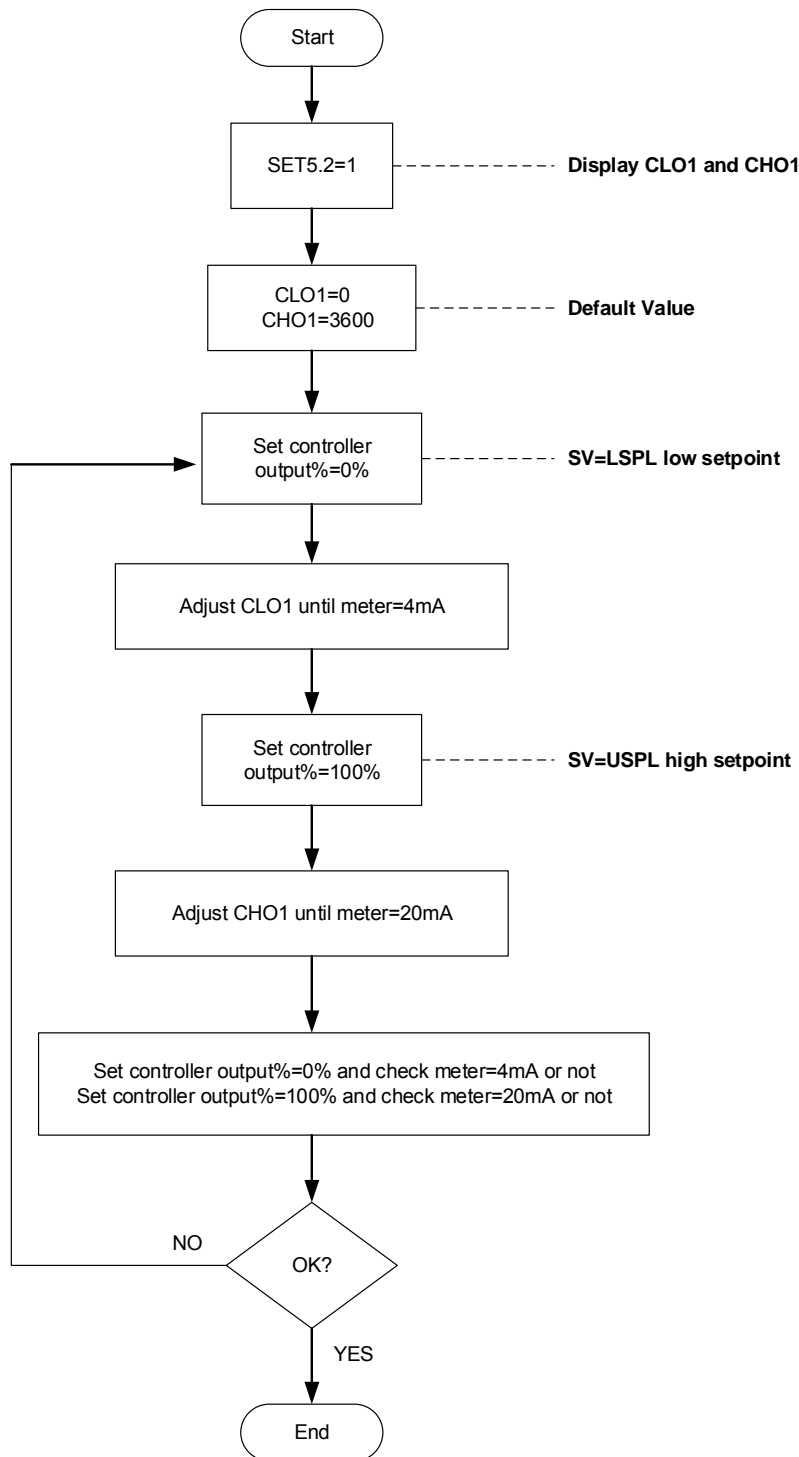 Start
SET5.2=1
Display CLO1 and CHO1
CLO1=0
CHO1=3600
Default Value
Set controller
output%=0%
SV=LSPL low setpoint
Adjust CLO1 until meter=4mA
Set controller
output%=100%
SV=USPL high setpoint
Adjust CHO1 until meter=20mA
Set controller output%=0% and check meter=4mA or not
Set controller output%=100% and check meter=20mA or not
NO
OK?
YES
End